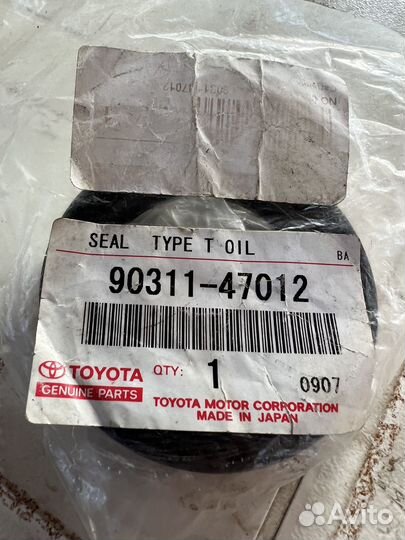 SEAL TYPE T OIL
BA
90311-47012
TOYOTA
GENUINE PARTS
QTY: 1
0907
TOYOTA MOTOR CORPORATION
MADE IN JAPAN
Avito